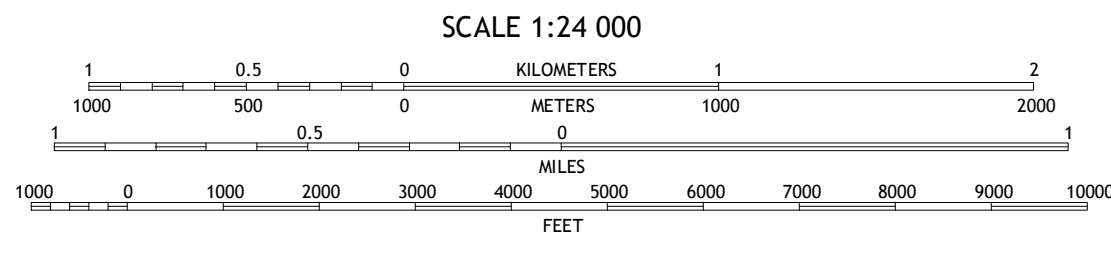 SCALE 1:24 000
1 0.5 0 KILOMETERS 1 2
1000 500 0 METERS 1000 2000
1 0.5 0 1
MILES
1000 0 1000 2000 3000 4000 5000 6000 7000 8000 9000 10000
FEET